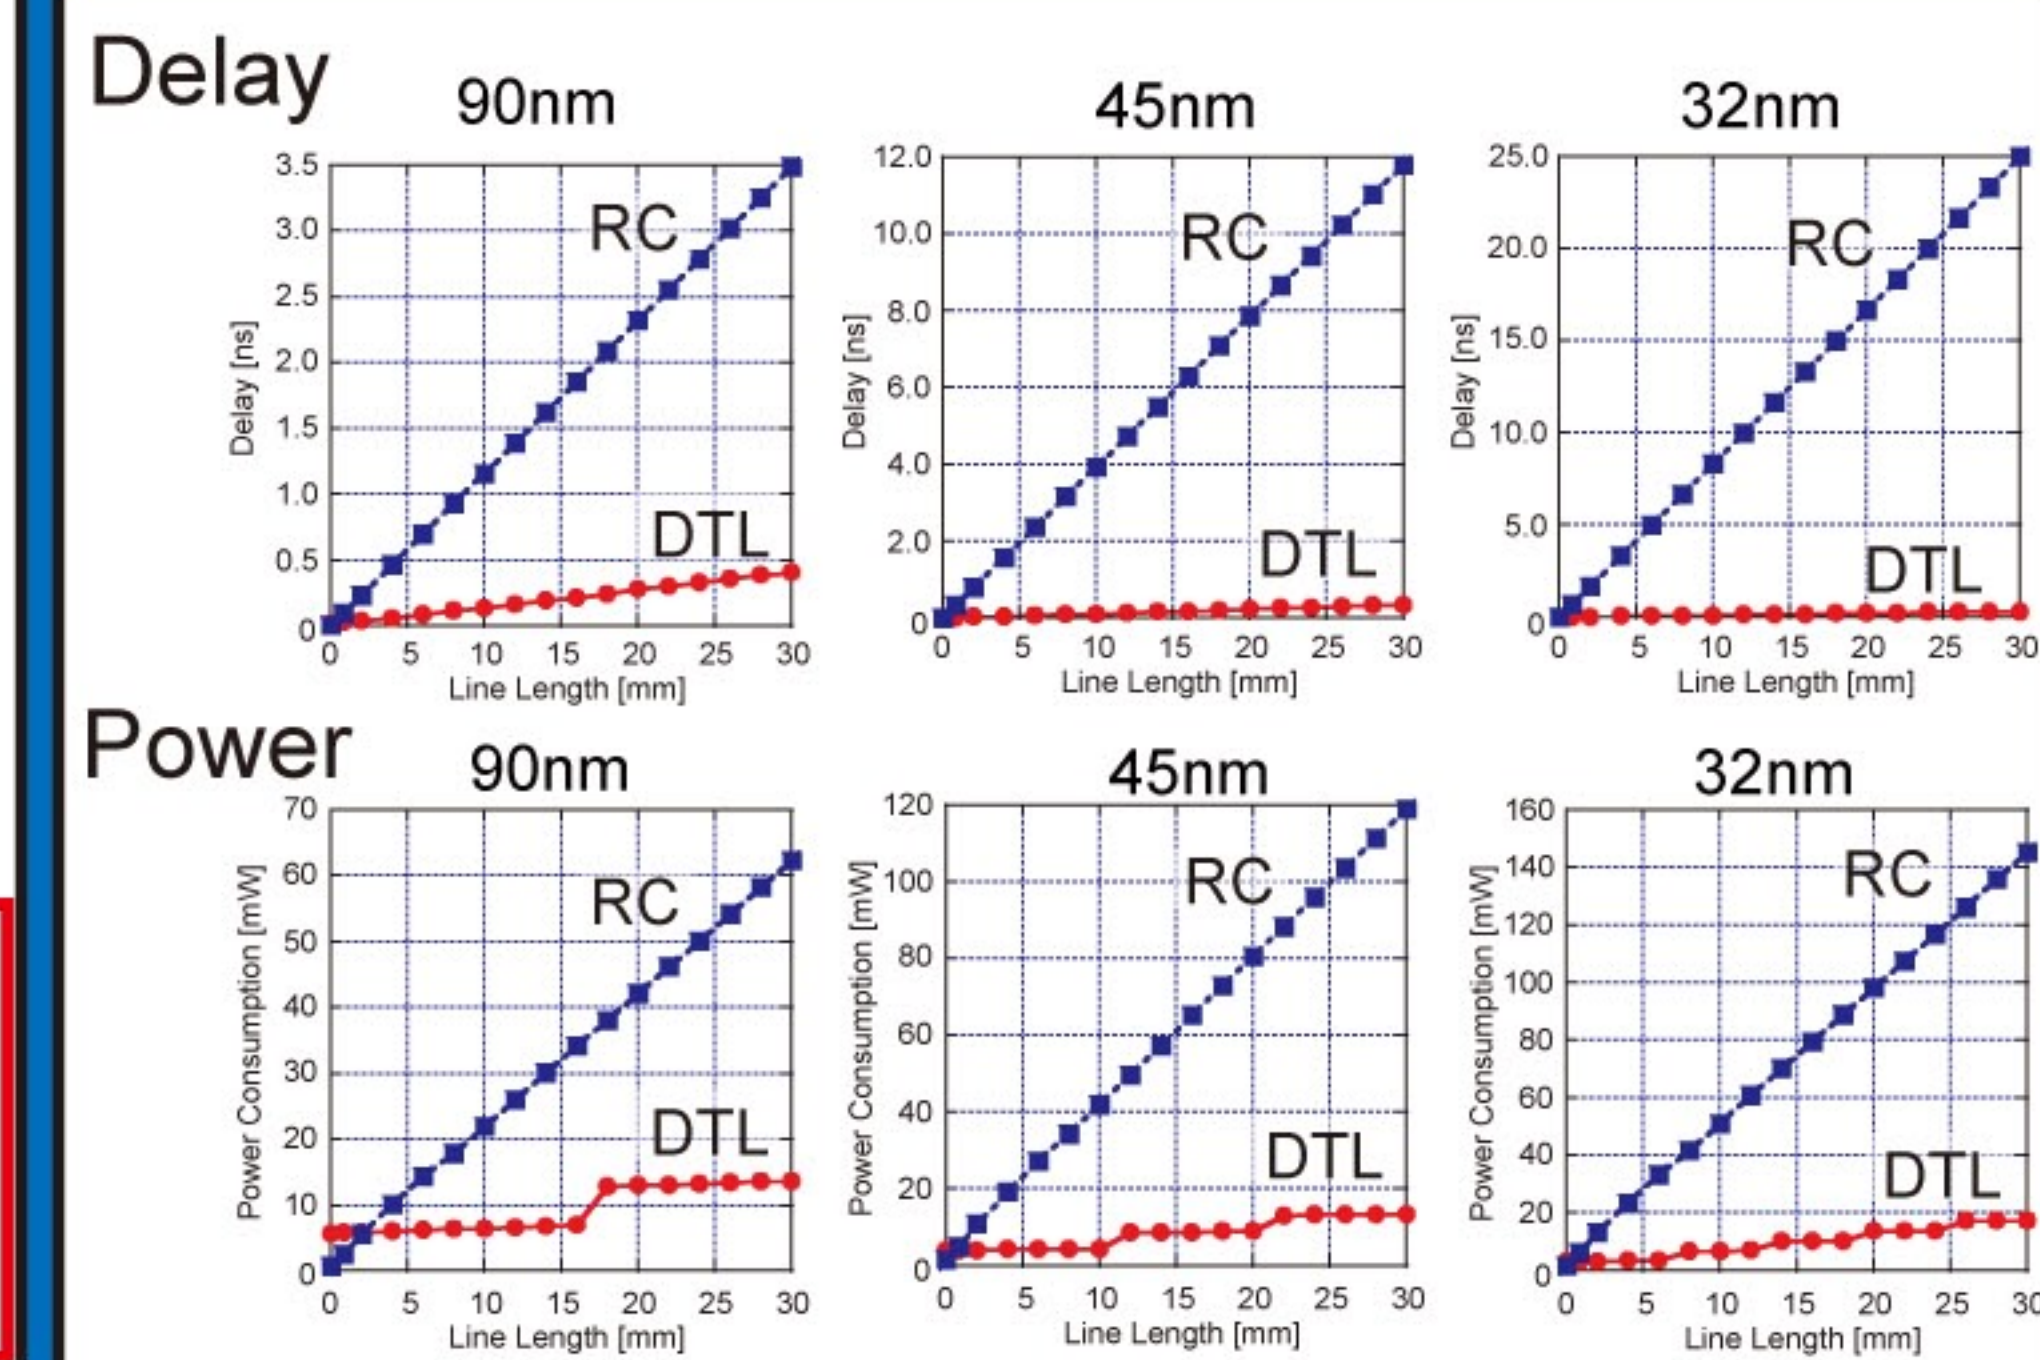 Delay
90nm
3.5
3.0
2.5
2.0
1.5
1.0
0.5
0
Delay [ns]
RC
DTL
0 5 10 15 20 25 30
Line Length [mm]
45nm
12.0
10.0
8.0
6.0
4.0
2.0
0
Delay [ns]
RC
DTL
0 5 10 15 20 25 30
Line Length [mm]
32nm
25.0
20.0
15.0
10.0
5.0
0
Delay [ns]
RC
DTL
0 5 10 15 20 25 30
Line Length [mm]
Power
90nm
70
60
50
40
30
20
10
0
Power Consumption [mW]
RC
DTL
0 5 10 15 20 25 30
Line Length [mm]
45nm
120
100
80
60
40
20
0
Power Consumption [mW]
RC
DTL
0 5 10 15 20 25 30
Line Length [mm]
32nm
160
140
120
100
80
60
40
20
0
Power Consumption [mW]
RC
DTL
0 5 10 15 20 25 30
Line Length [mm]